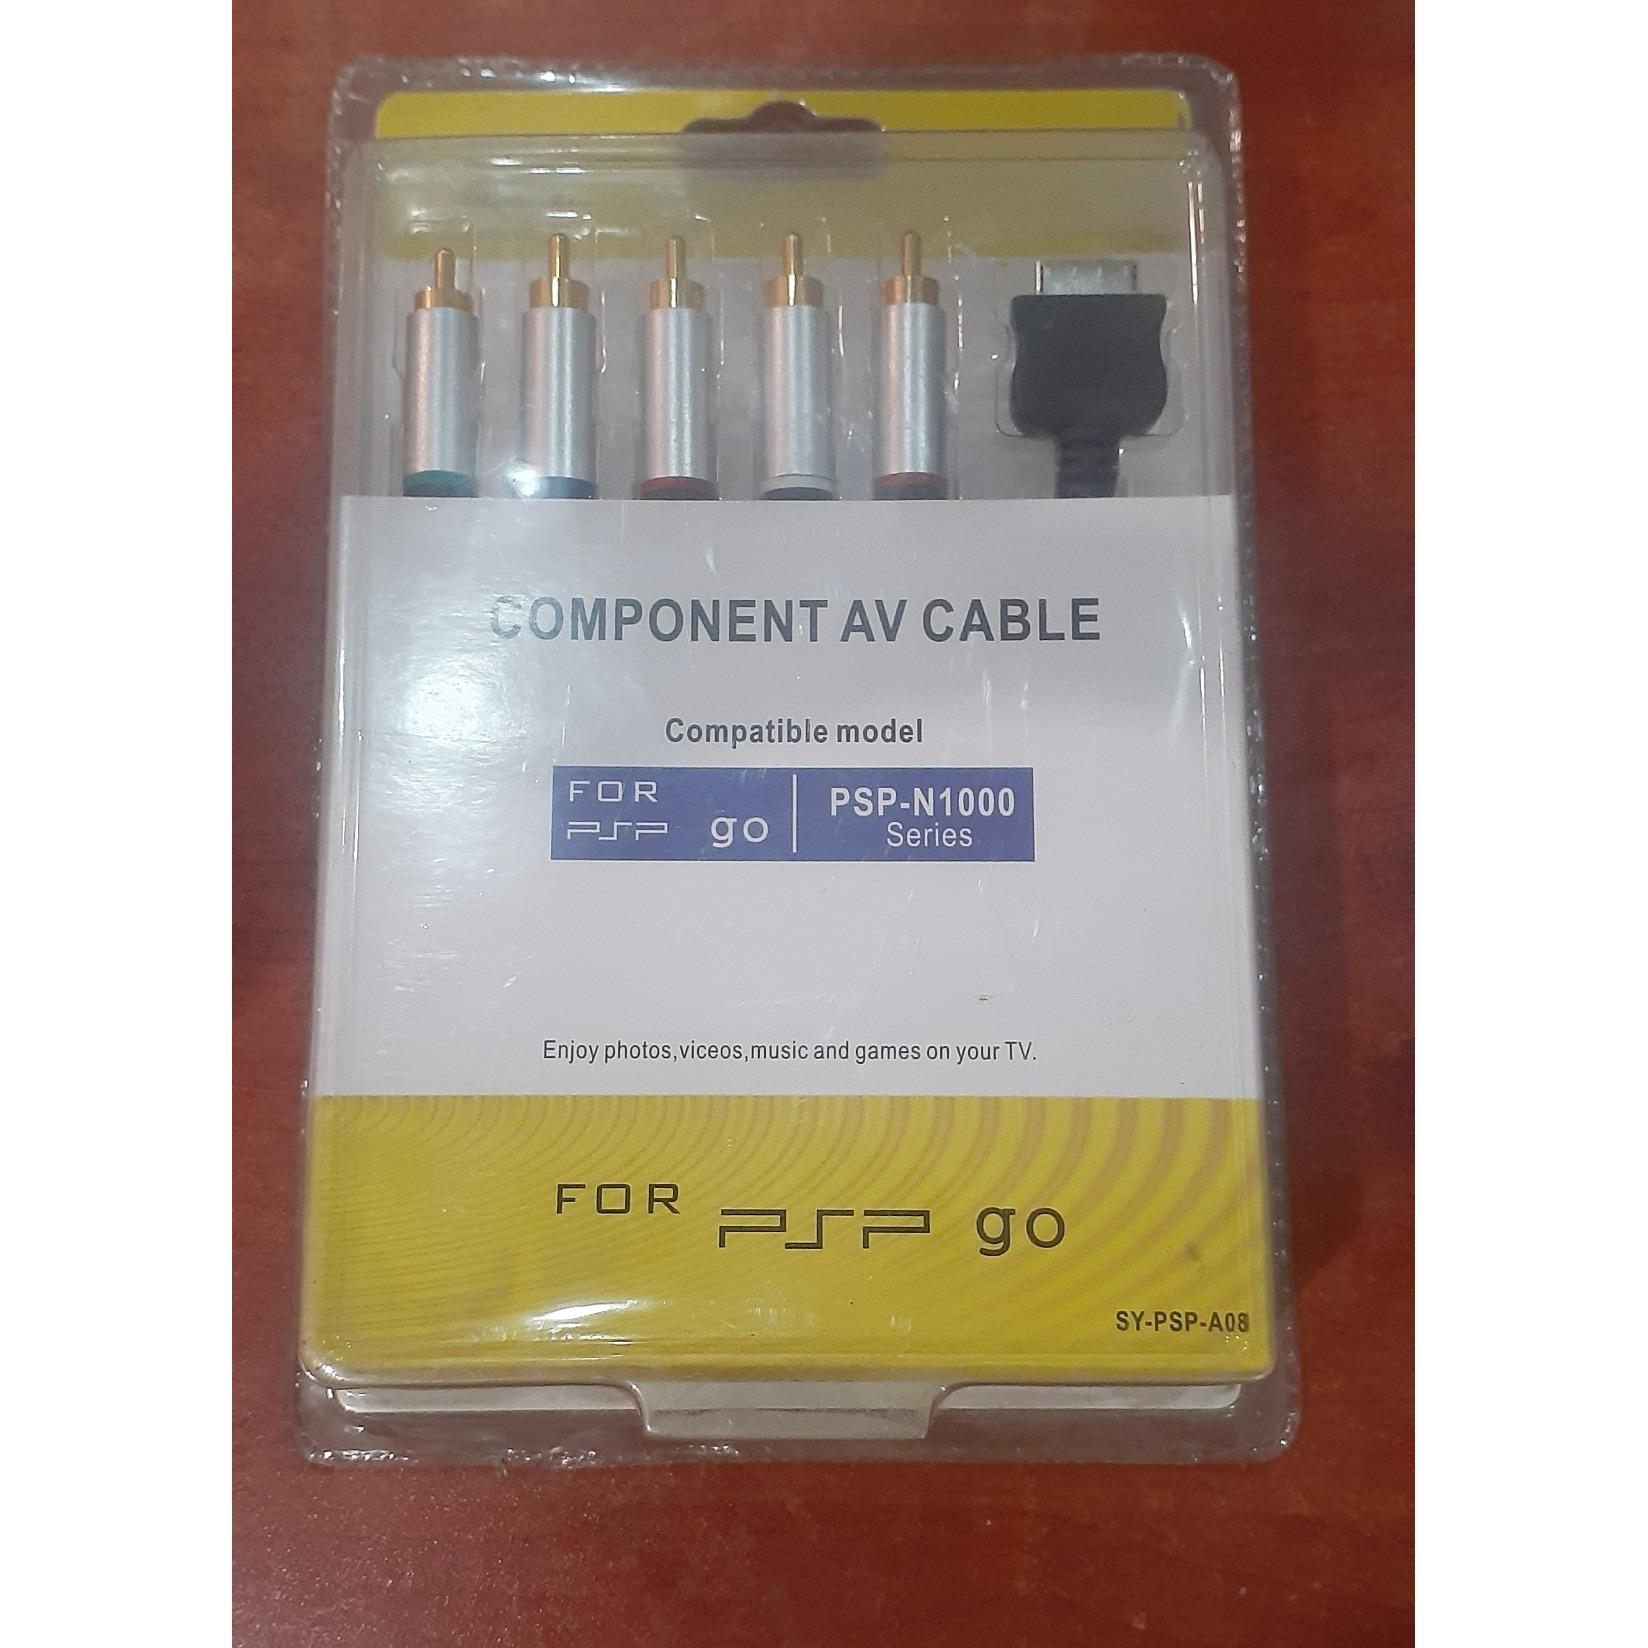 COMPONENT AV CABLE
Compatible model
FOR
PSP go
PSP-N1000
Series
Enjoy photos,viceos,music and games on your TV.
FOR
PSP go
SY-PSP-A08